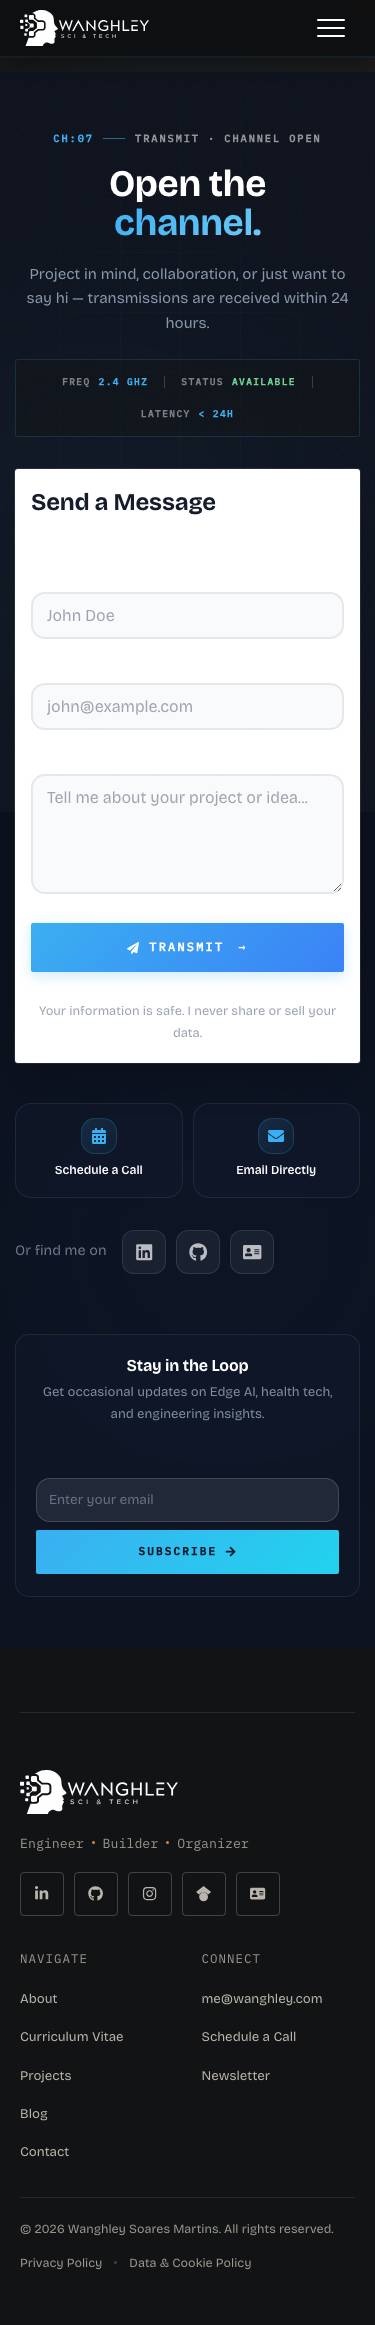 WANGHLEY
SCI & TECH
CH:07 TRANSMIT · CHANNEL OPEN
Open the
channel.
Project in mind, collaboration, or just want to
say hi — transmissions are received within 24
hours.
FREQ 2.4 GHZ STATUS AVAILABLE
LATENCY < 24H
Send a Message
John Doe
john@example.com
Tell me about your project or idea...
TRANSMIT →
Your information is safe. I never share or sell your
data.
Schedule a Call
Email Directly
Or find me on
Stay in the Loop
Get occasional updates on Edge AI, health tech,
and engineering insights.
Enter your email
SUBSCRIBE →
WANGHLEY
SCI & TECH
Engineer • Builder • Organizer
NAVIGATE
About
Curriculum Vitae
Projects
Blog
Contact
CONNECT
me@wanghley.com
Schedule a Call
Newsletter
© 2026 Wanghley Soares Martins. All rights reserved.
Privacy Policy • Data & Cookie Policy